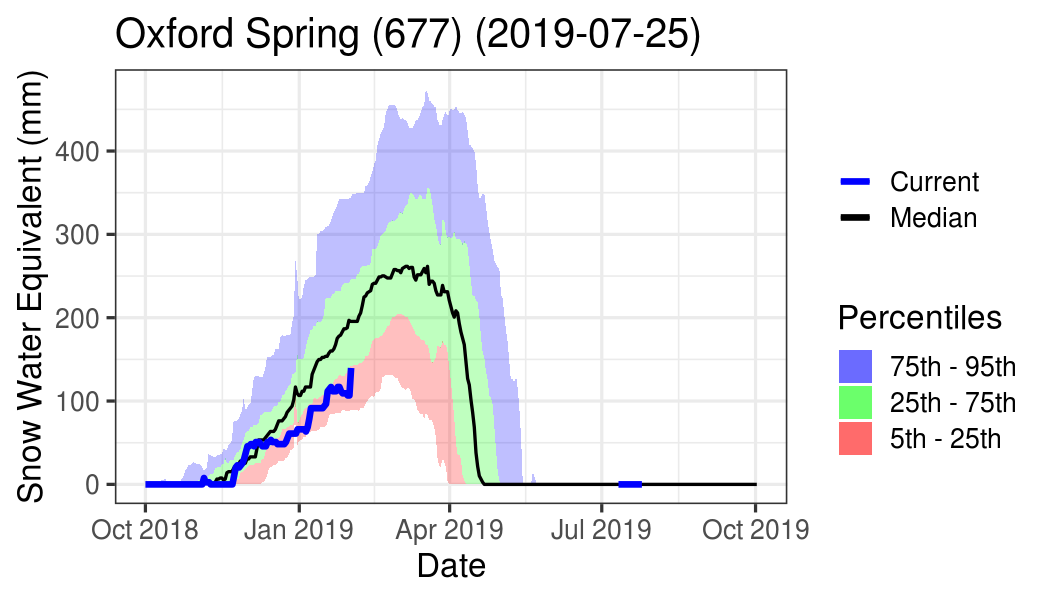 Oxford Spring (677) (2019-07-25)
Snow Water Equivalent (mm)
400
300
200
100
0
Oct 2018
Jan 2019
Apr 2019
Jul 2019
Oct 2019
Date
Current
Median
Percentiles
75th - 95th
25th - 75th
5th - 25th